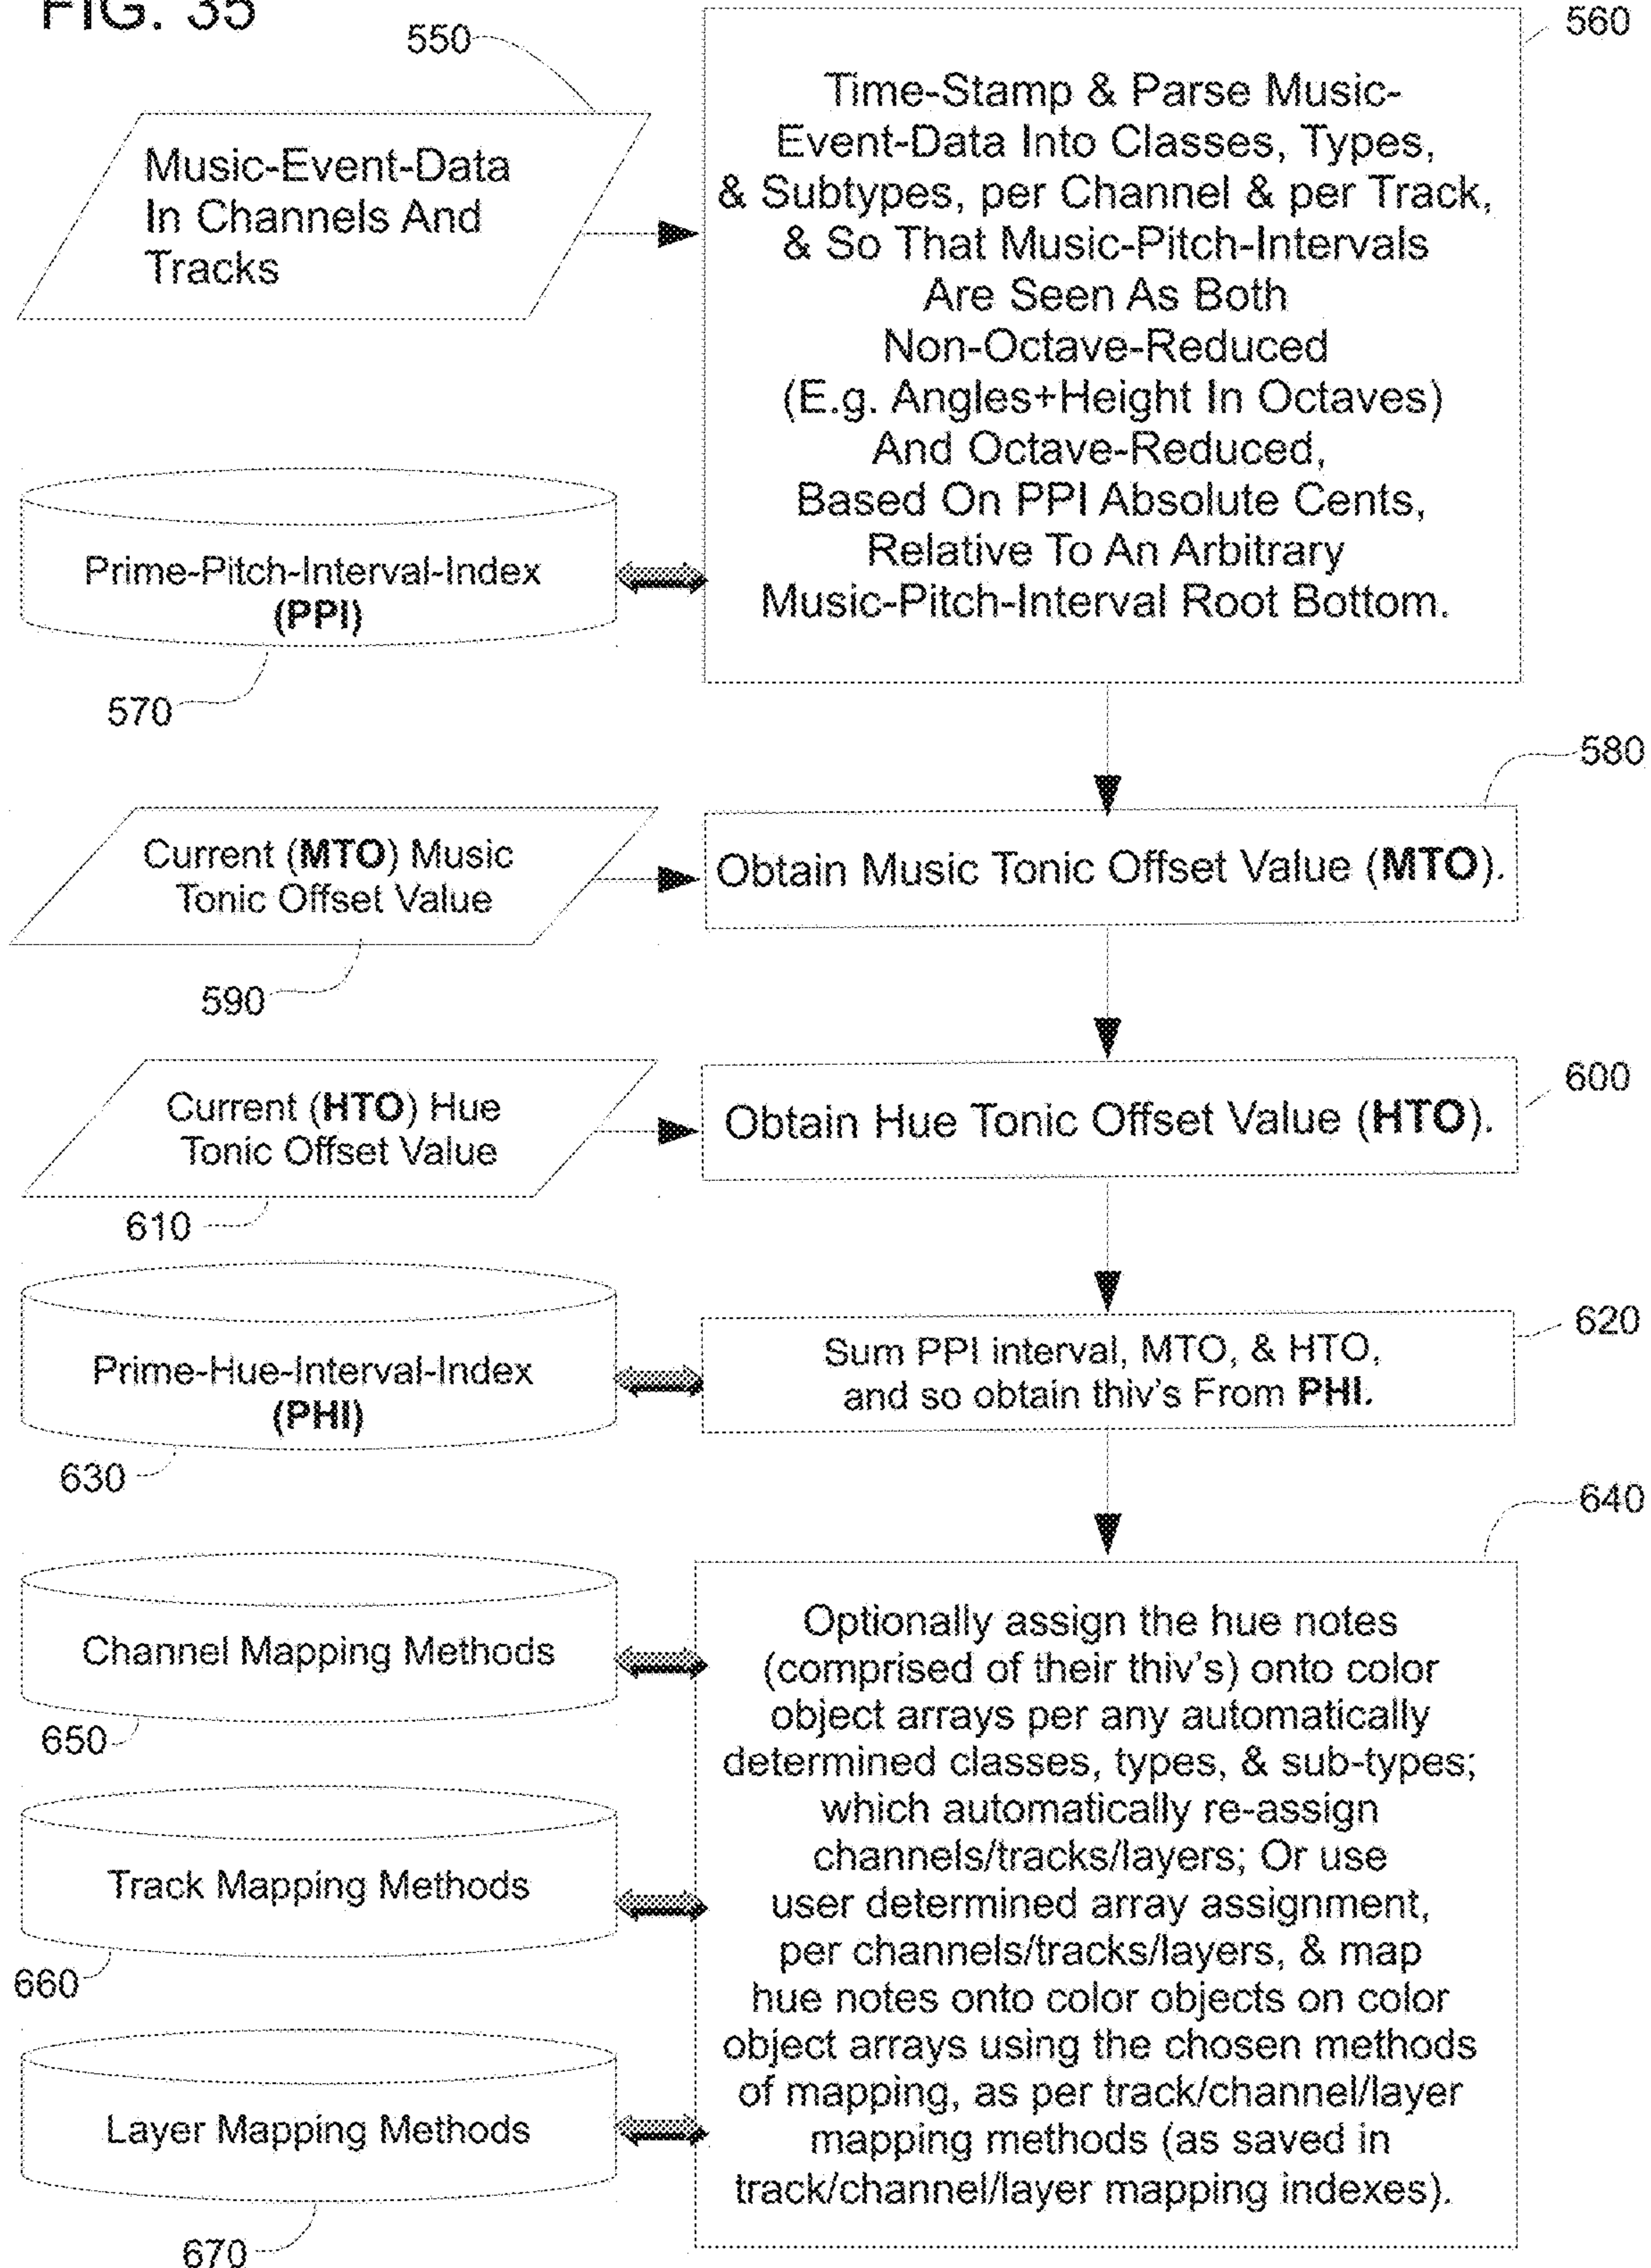 FIG. 35
550
560
Music-Event-Data
In Channels And
Tracks
Time-Stamp & Parse Music-
Event-Data Into Classes, Types,
& Subtypes, per Channel & per Track,
& So That Music-Pitch-Intervals
Are Seen As Both
Non-Octave-Reduced
(E.g. Angles+Height In Octaves)
And Octave-Reduced,
Based On PPI Absolute Cents,
Relative To An Arbitrary
Music-Pitch-Interval Root Bottom.
Prime-Pitch-Interval-Index
(PPI)
570
580
Current (MTO) Music
Tonic Offset Value
Obtain Music Tonic Offset Value (MTO).
590
600
Current (HTO) Hue
Tonic Offset Value
Obtain Hue Tonic Offset Value (HTO).
610
620
Prime-Hue-Interval-Index
(PHI)
Sum PPI interval, MTO, & HTO,
and so obtain thiv's From PHI.
630
640
Channel Mapping Methods
650
Track Mapping Methods
660
Layer Mapping Methods
670
Optionally assign the hue notes
(comprised of their thiv's) onto color
object arrays per any automatically
determined classes, types, & sub-types;
which automatically re-assign
channels/tracks/layers; Or use
user determined array assignment,
per channels/tracks/layers, & map
hue notes onto color objects on color
object arrays using the chosen methods
of mapping, as per track/channel/layer
mapping methods (as saved in
track/channel/layer mapping indexes).